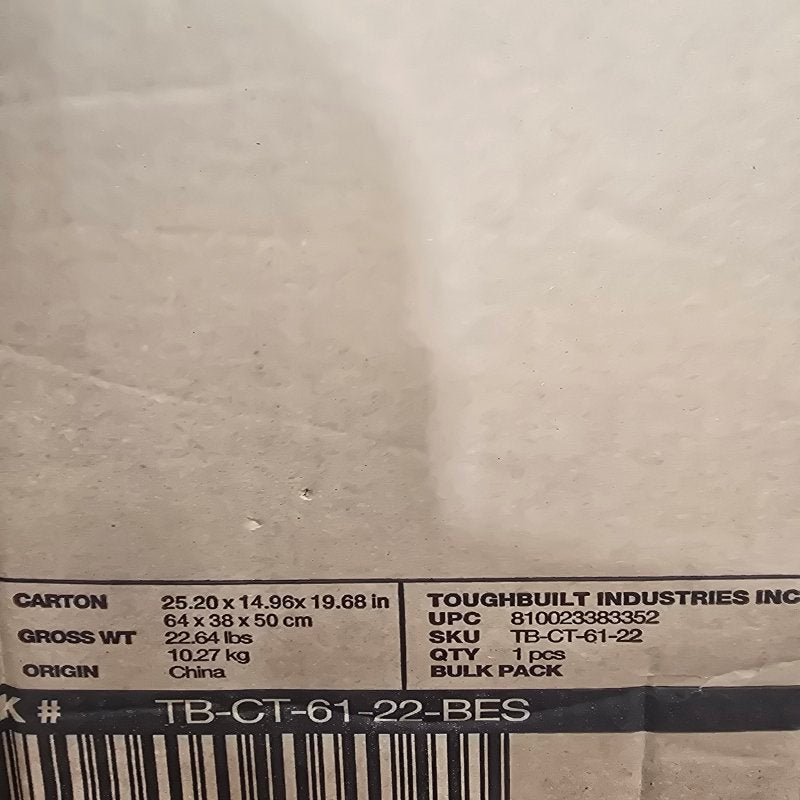 CARTON 25.20 x 14.96x 19.68 in
64 x 38 x 50 cm
GROSS WT 22.64 lbs
10.27 kg
ORIGIN China
TOUGHBUILT INDUSTRIES INC
UPC 810023383352
SKU TB-CT-61-22
QTY 1 pcs
BULK PACK
K # TB-CT-61-22-BES